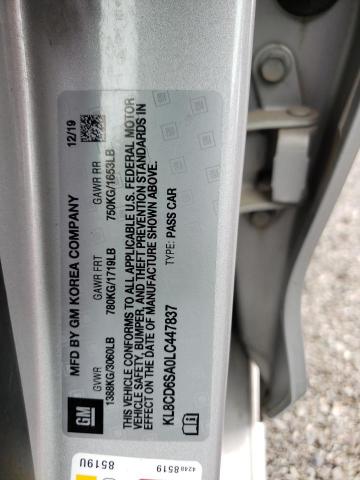 MFD BY GM KOREA COMPANY 12/19
GVWR GAWR FRT GAWR RR
1388KG/3060LB 780KG/1719LB 750KG/1653LB
THIS VEHICLE CONFORMS TO ALL APPLICABLE U.S. FEDERAL MOTOR
VEHICLE SAFETY, BUMPER, AND THEFT PREVENTION STANDARDS IN
EFFECT ON THE DATE OF MANUFACTURE SHOWN ABOVE.
TYPE: PASS CAR
KL8CD6SA0LC447837
GM
8519U
42488519